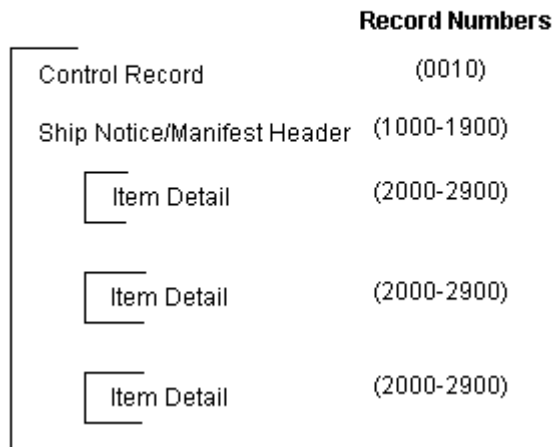 Record Numbers
Control Record (0010)
Ship Notice/Manifest Header (1000-1900)
Item Detail (2000-2900)
Item Detail (2000-2900)
Item Detail (2000-2900)